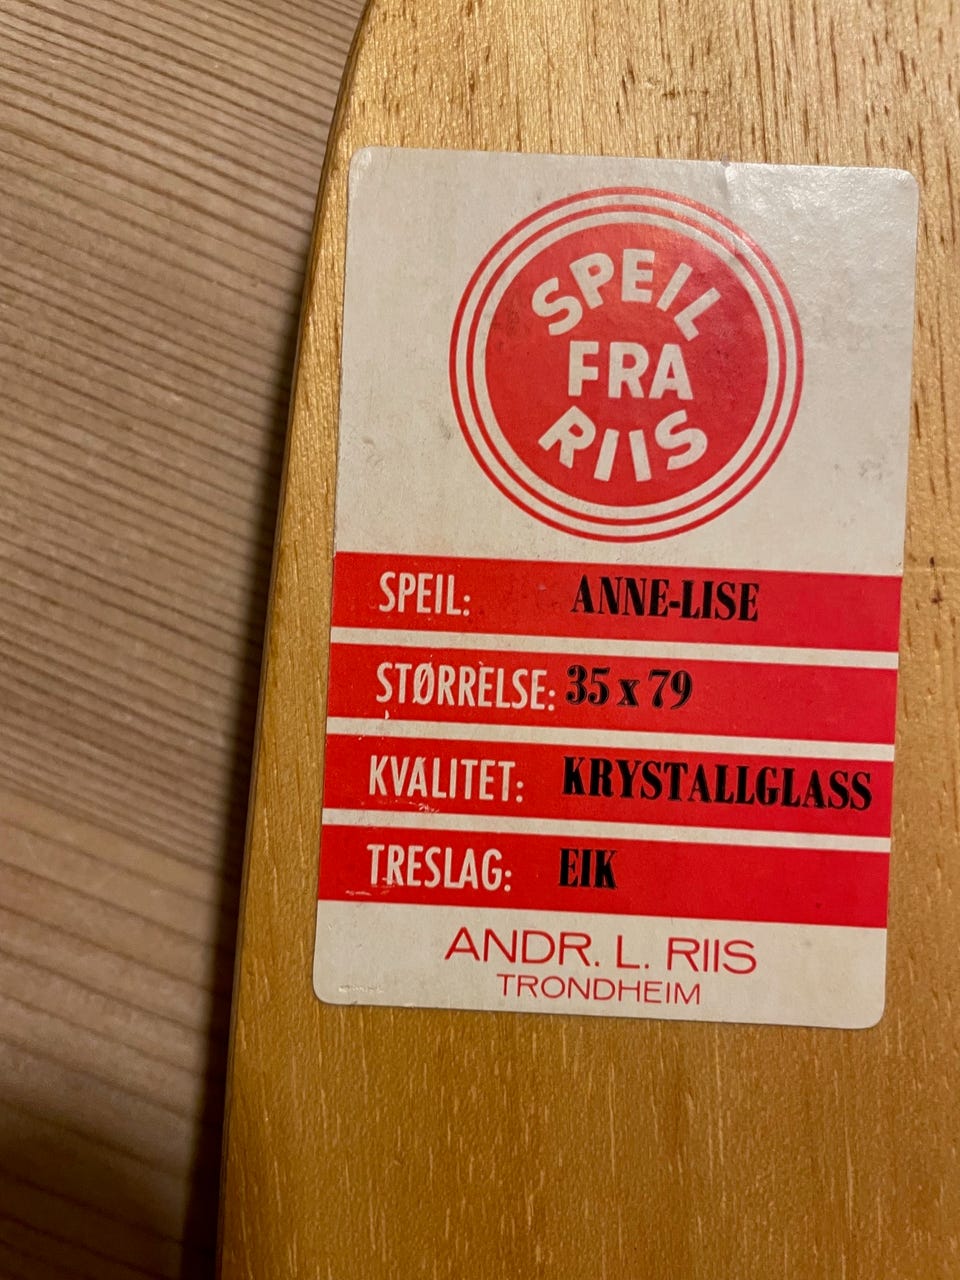 SPEIL
FRA
RIIS
SPEIL: ANNE-LISE
STØRRELSE: 35 x 79
KVALITET: KRYSTALLGLASS
TRESLAG: EIK
ANDR. L. RIIS
TRONDHEIM